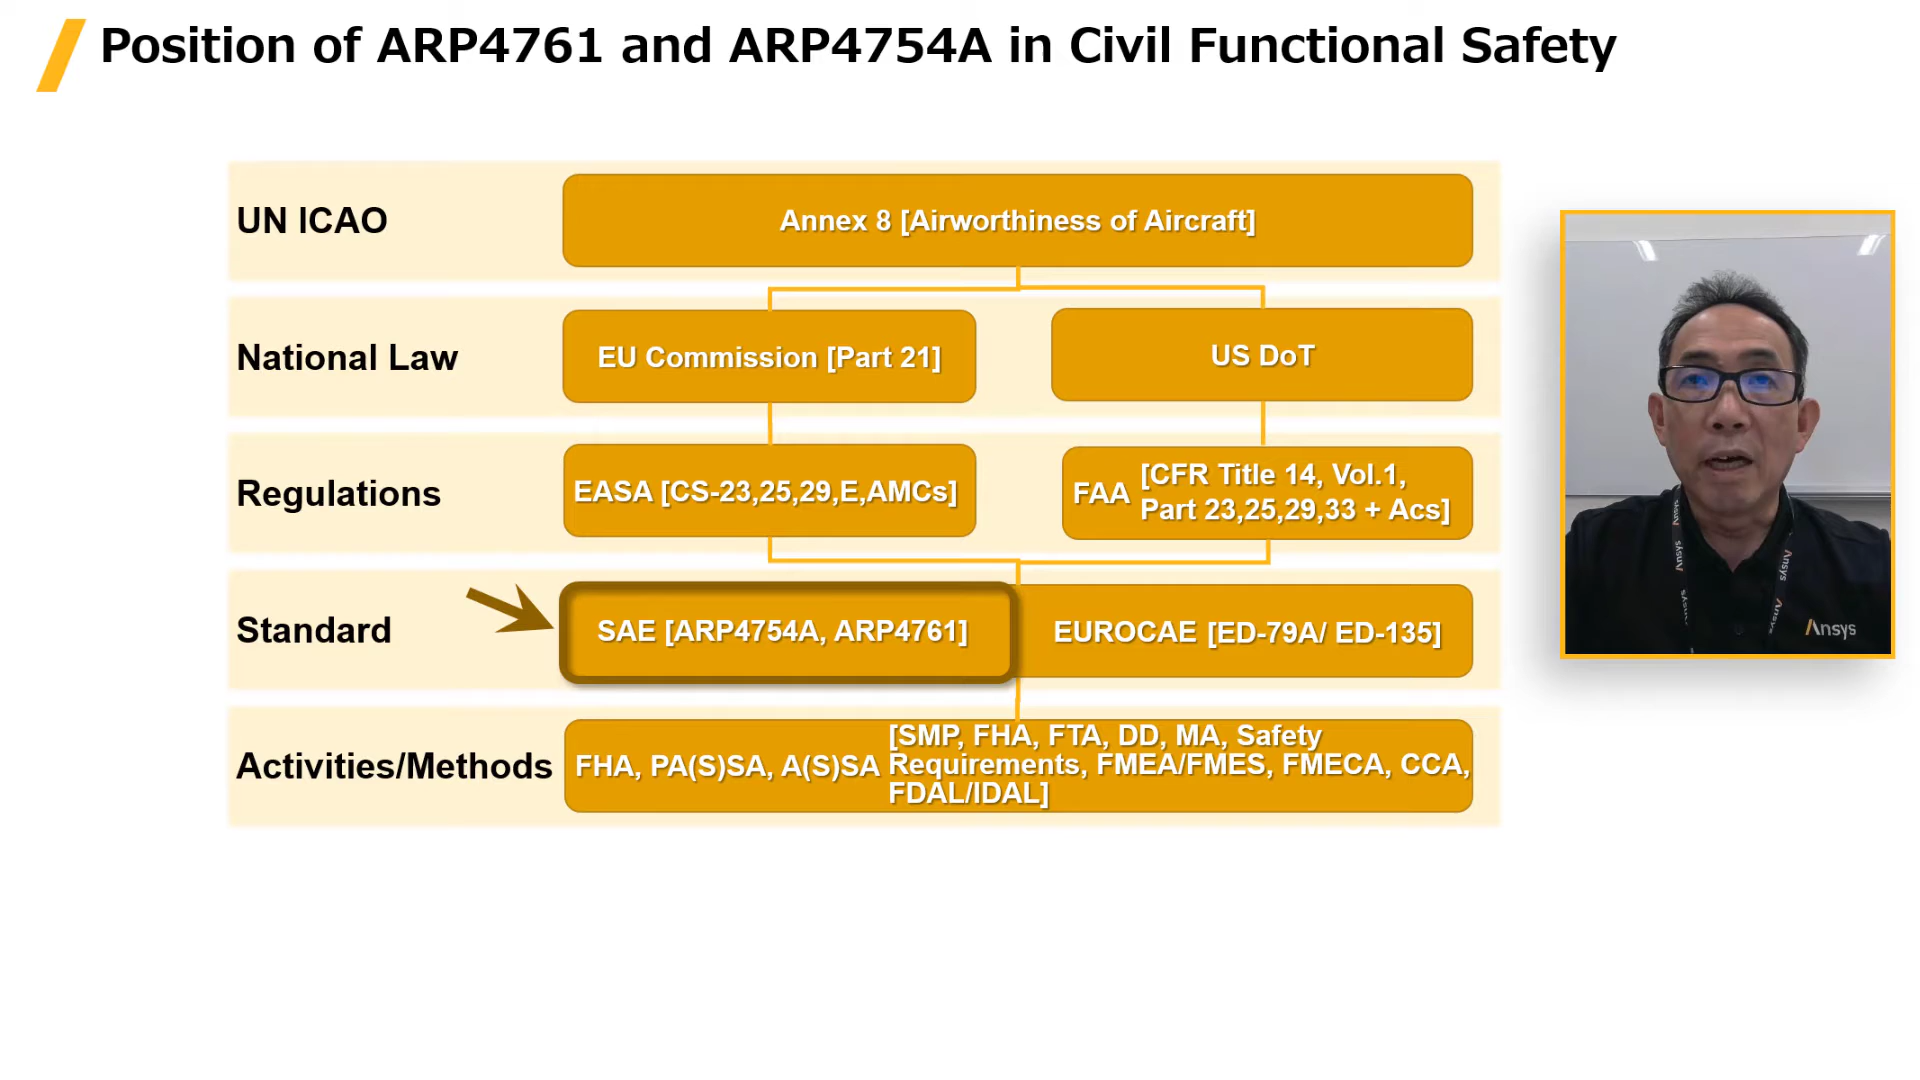 Position of ARP4761 and ARP4754A in Civil Functional Safety
UN ICAO
Annex 8 [Airworthiness of Aircraft]
National Law
EU Commission [Part 21]
US DoT
Regulations
EASA [CS-23,25,29,E,AMCs]
FAA
[CFR Title 14, Vol.1,
Part 23,25,29,33 + Acs]
Standard
SAE [ARP4754A, ARP4761]
EUROCAE [ED-79A/ ED-135]
Activities/Methods
FHA, PA(S)SA, A(S)SA
[SMP, FHA, FTA, DD, MA, Safety
Requirements, FMEA/FMES, FMECA, CCA,
FDAL/IDAL]
Ansys
Ansys
Ansys
Ansys